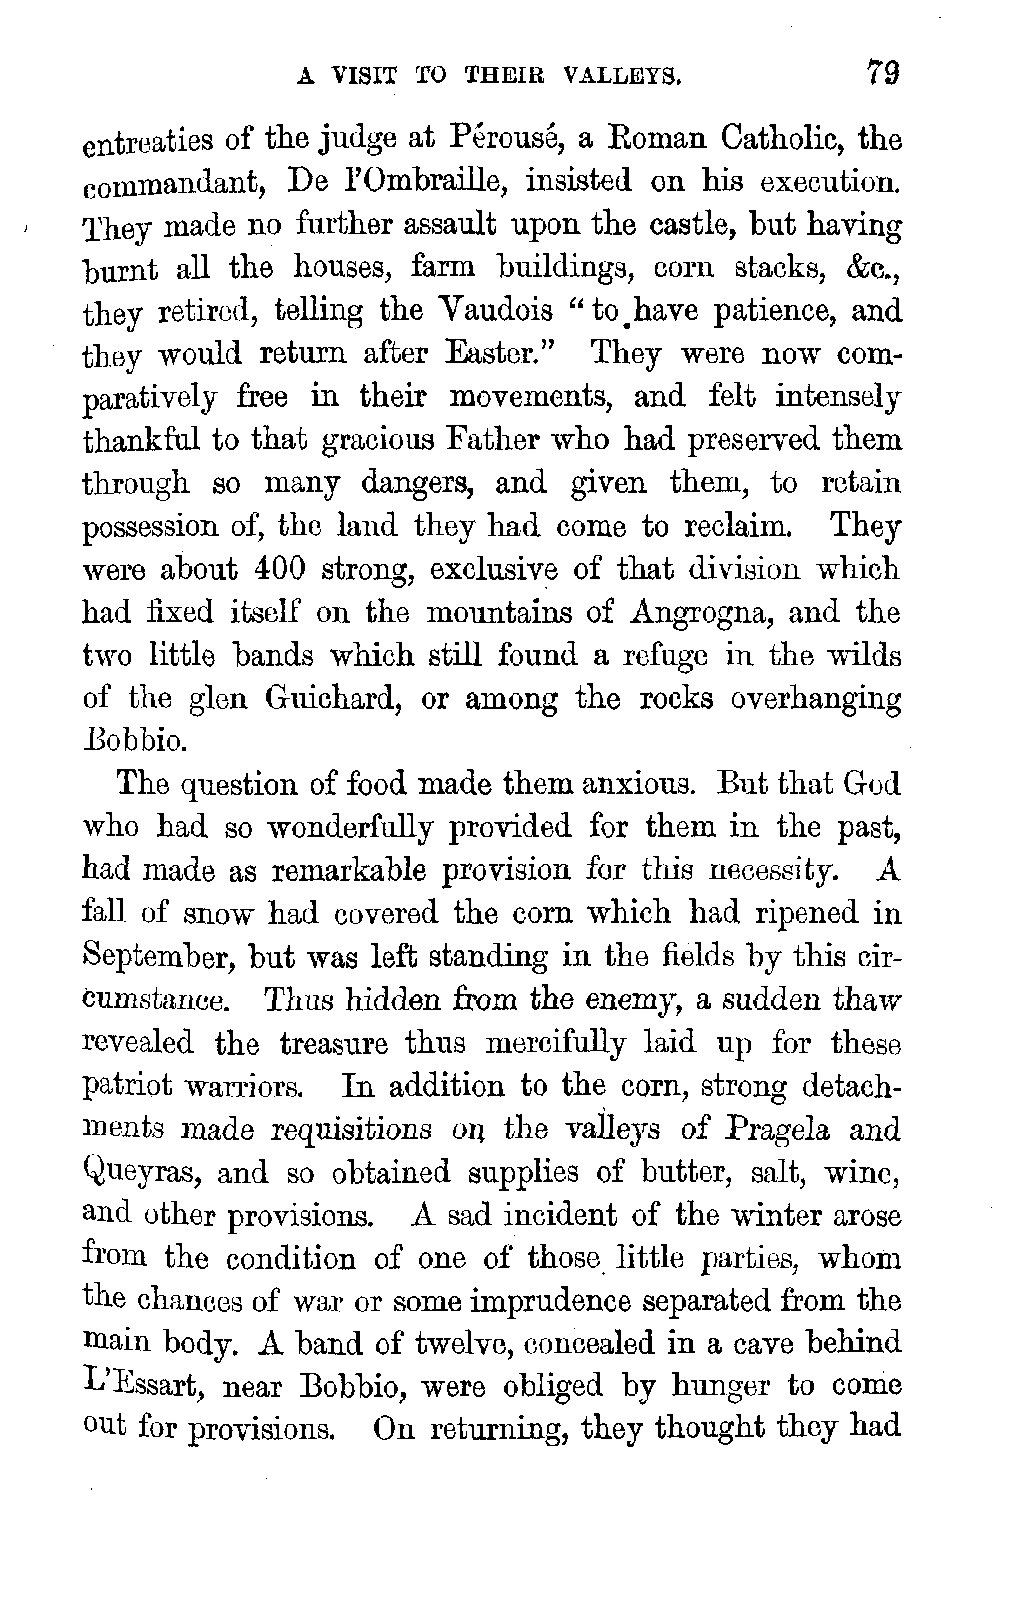 A VISIT TO THEIR VALLEYS. 79
entreaties of the judge at Pérousé, a Roman Catholic, the
commandant, De l'Ombraille, insisted on his execution.
They made no further assault upon the castle, but having
burnt all the houses, farm buildings, corn stacks, &c.,
they retired, telling the Vaudois "to have patience, and
they would return after Easter." They were now com-
paratively free in their movements, and felt intensely
thankful to that gracious Father who had preserved them
through so many dangers, and given them, to retain
possession of, the land they had come to reclaim. They
were about 400 strong, exclusive of that division which
had fixed itself on the mountains of Angrogna, and the
two little bands which still found a refuge in the wilds
of the glen Guichard, or among the rocks overhanging
Bobbio.
The question of food made them anxious. But that God
who had so wonderfully provided for them in the past,
had made as remarkable provision for this necessity. A
fall of snow had covered the corn which had ripened in
September, but was left standing in the fields by this cir-
cumstance. Thus hidden from the enemy, a sudden thaw
revealed the treasure thus mercifully laid up for these
patriot warriors. In addition to the corn, strong detach-
ments made requisitions on the valleys of Pragela and
Queyras, and so obtained supplies of butter, salt, wine,
and other provisions. A sad incident of the winter arose
from the condition of one of those little parties, whom
the chances of war or some imprudence separated from the
main body. A band of twelve, concealed in a cave behind
L'Essart, near Bobbio, were obliged by hunger to come
out for provisions. On returning, they thought they had